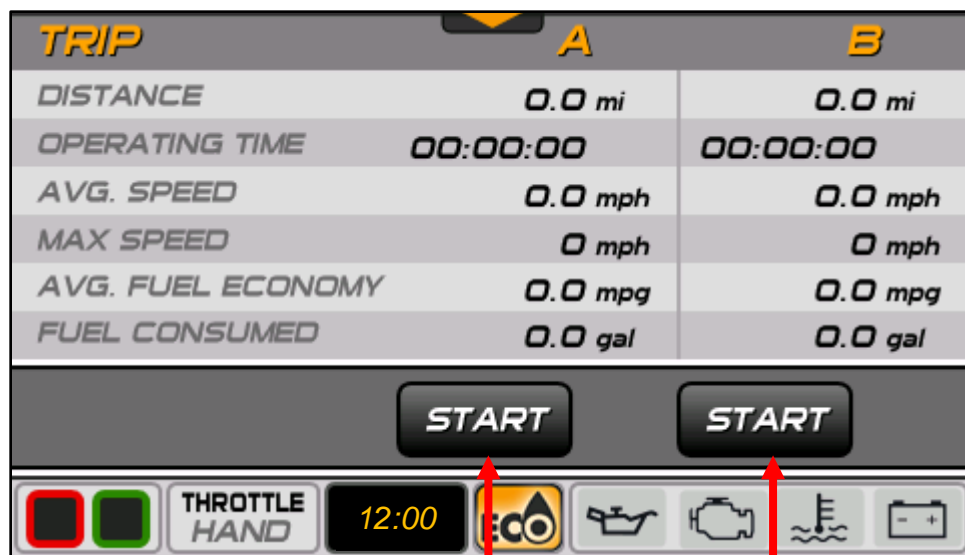 TRIP A B
DISTANCE 0.0 mi 0.0 mi
OPERATING TIME 00:00:00 00:00:00
AVG. SPEED 0.0 mph 0.0 mph
MAX SPEED 0 mph 0 mph
AVG. FUEL ECONOMY 0.0 mpg 0.0 mpg
FUEL CONSUMED 0.0 gal 0.0 gal
START START
THROTTLE
HAND
12:00
ECO
- +